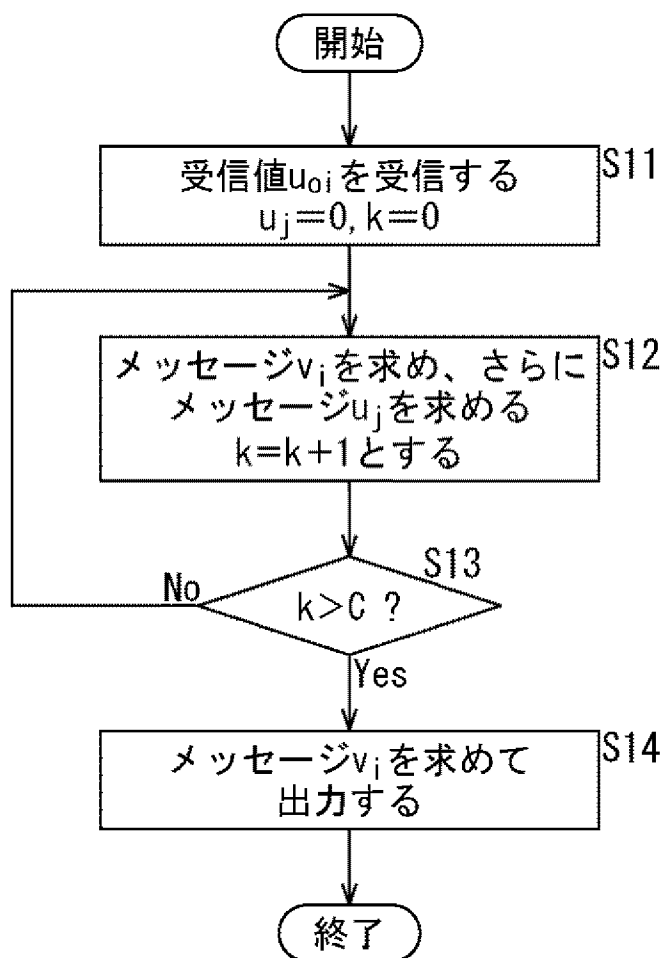 開始
S11
受信値u0iを受信する
uj=0, k=0
S12
メッセージviを求め、さらに
メッセージujを求める
k=k+1とする
S13
k>C ?
No
Yes
S14
メッセージviを求めて
出力する
終了